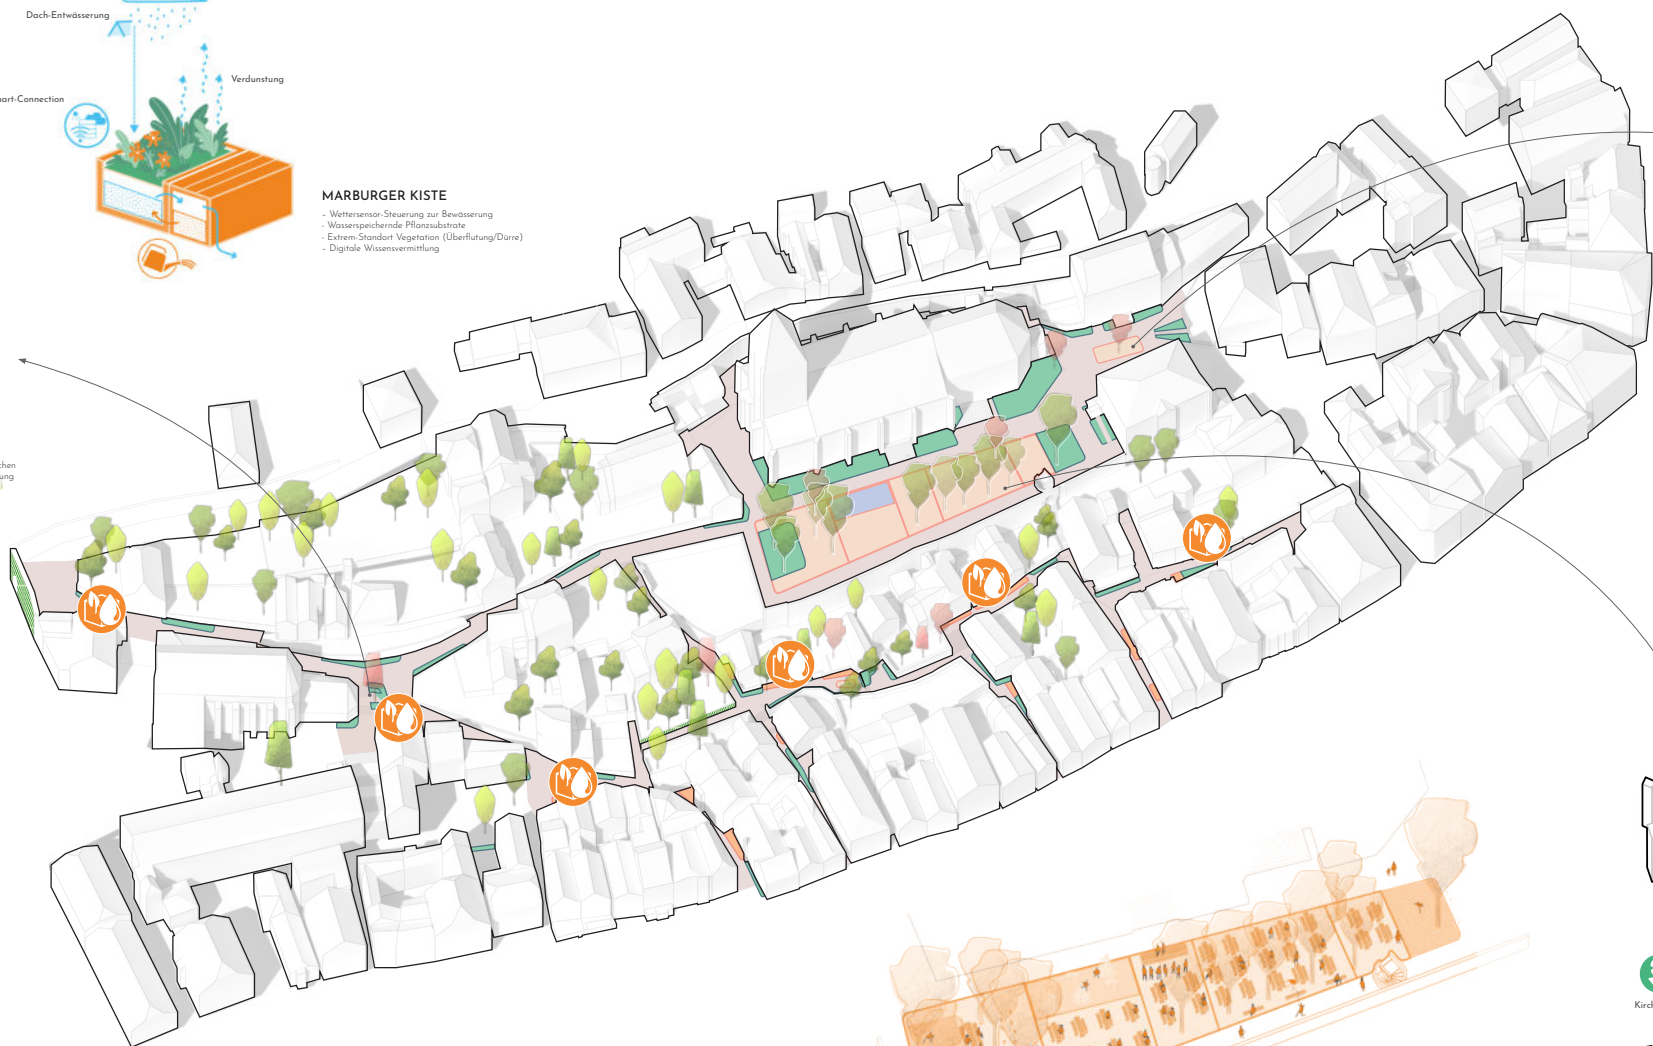 Dach-Entwässerung
Verdunstung
art-Connection
MARBURGER KISTE
- Wettersensor-Steuerung zur Bewässerung
- Wasserspeichernde Pflanzsubstrate
- Extrem-Standort Vegetation (Überflutung/Dürre)
- Digitale Wissensvermittlung
chen
ung
Kirch